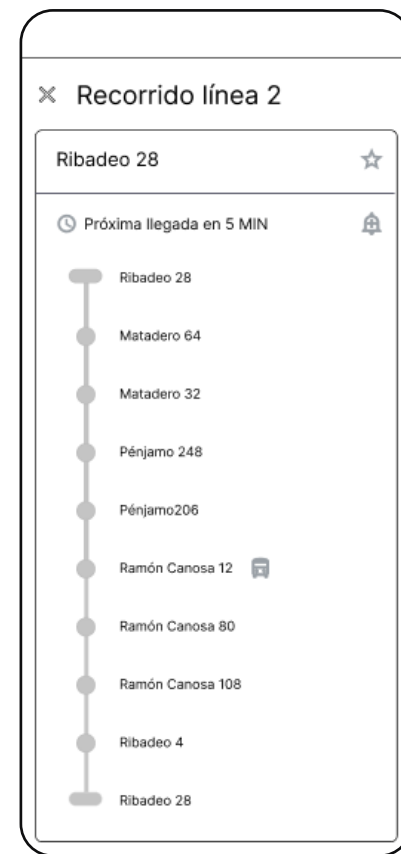 Recorrido línea 2
Ribadeo 28
Próxima llegada en 5 MIN
Ribadeo 28
Matadero 64
Matadero 32
Pénjamo 248
Pénjamo206
Ramón Canosa 12
Ramón Canosa 80
Ramón Canosa 108
Ribadeo 4
Ribadeo 28